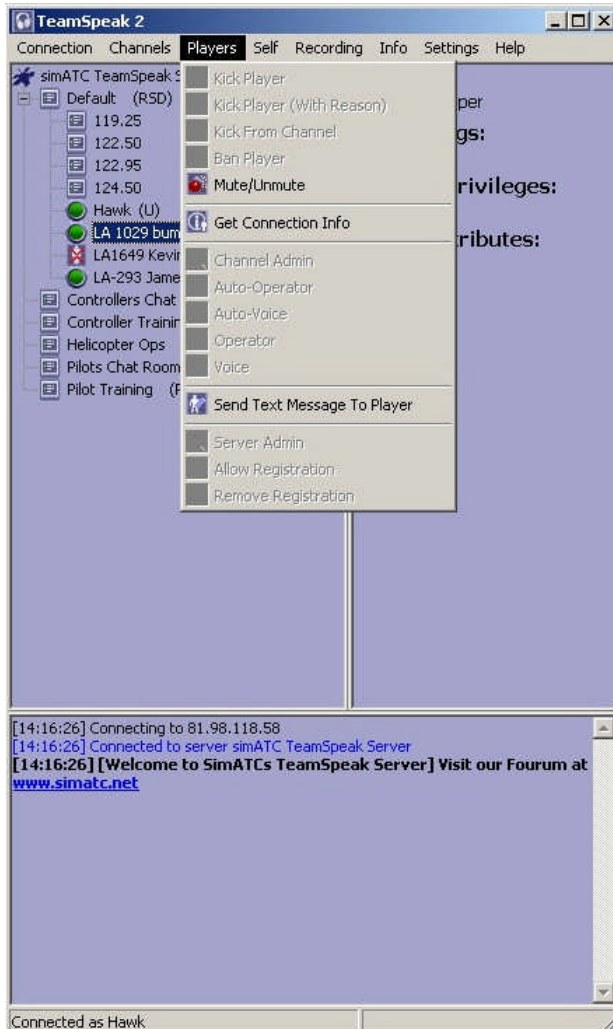 TeamSpeak 2
Connection Channels Players Self Recording Info Settings Help
simATC TeamSpeak S
Default (RSD)
119.25
122.50
122.95
124.50
Hawk (U)
LA 1029 bum
LA1649 Kevin
LA-293 Jame
Controllers Chat
Controller Trainin
Helicopter Ops
Pilots Chat Room
Pilot Training
Kick Player
Kick Player (With Reason)
Kick From Channel
Ban Player
Mute/Unmute
Get Connection Info
Channel Admin
Auto-Operator
Auto-Voice
Operator
Voice
Send Text Message To Player
Server Admin
Allow Registration
Remove Registration
per
gs:
rivileges:
ributes:
[14:16:26] Connecting to 81.98.118.58
[14:16:26] Connected to server simATC TeamSpeak Server
[14:16:26] [Welcome to SimATCs TeamSpeak Server] Visit our Fourum at
www.simatc.net
Connected as Hawk